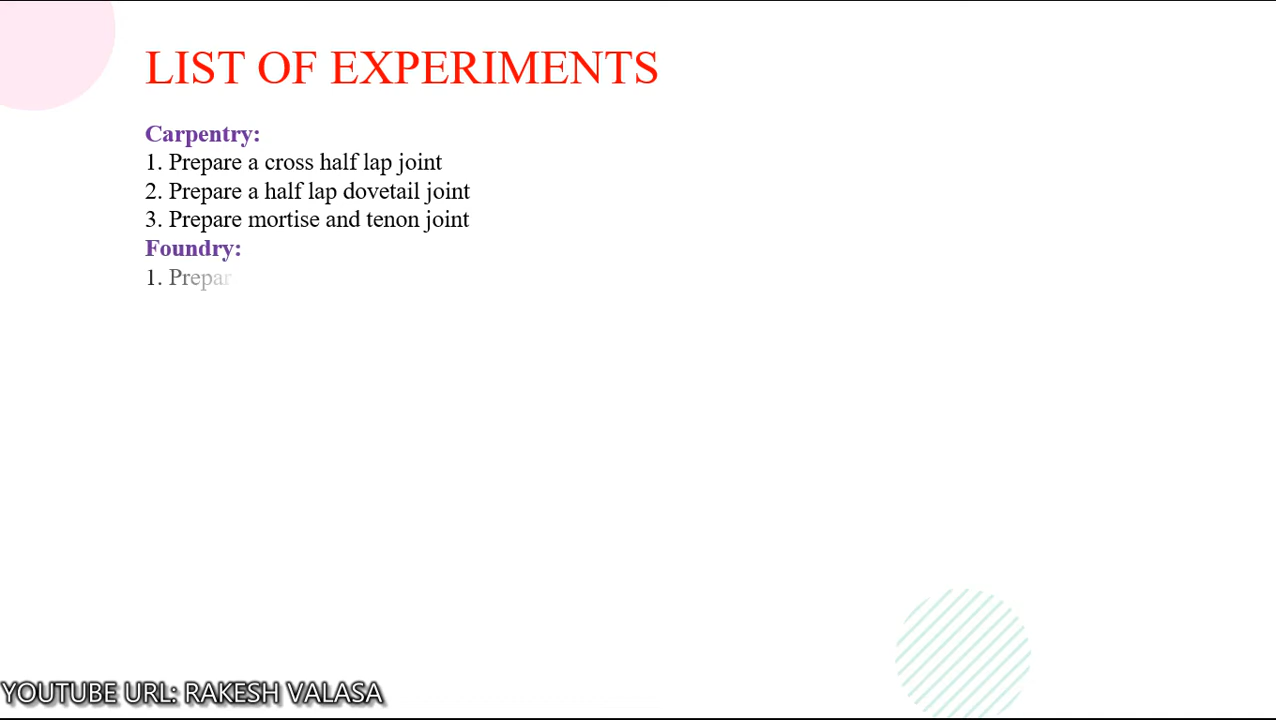 LIST OF EXPERIMENTS
Carpentry:
1. Prepare a cross half lap joint
2. Prepare a half lap dovetail joint
3. Prepare mortise and tenon joint
Foundry:
1. Prepar
YOUTUBE URL: RAKESH VALASA